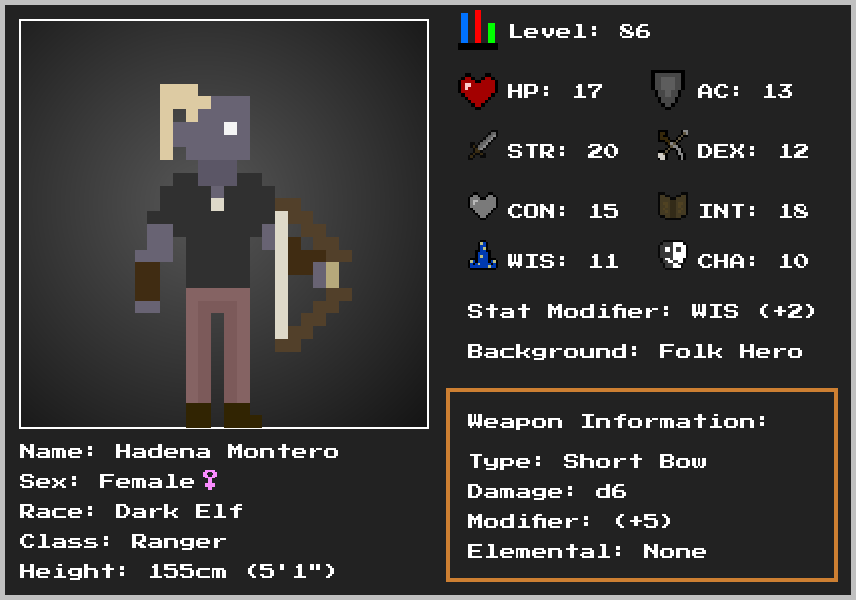 Level: 86
HP: 17
AC: 13
STR: 20
DEX: 12
CON: 15
INT: 18
WIS: 11
CHA: 10
Stat Modifier: WIS (+2)
Background: Folk Hero
Weapon Information:
Type: Short Bow
Damage: d6
Modifier: (+5)
Elemental: None
Name: Hadena Montero
Sex: Female♀
Race: Dark Elf
Class: Ranger
Height: 155cm (5'1")